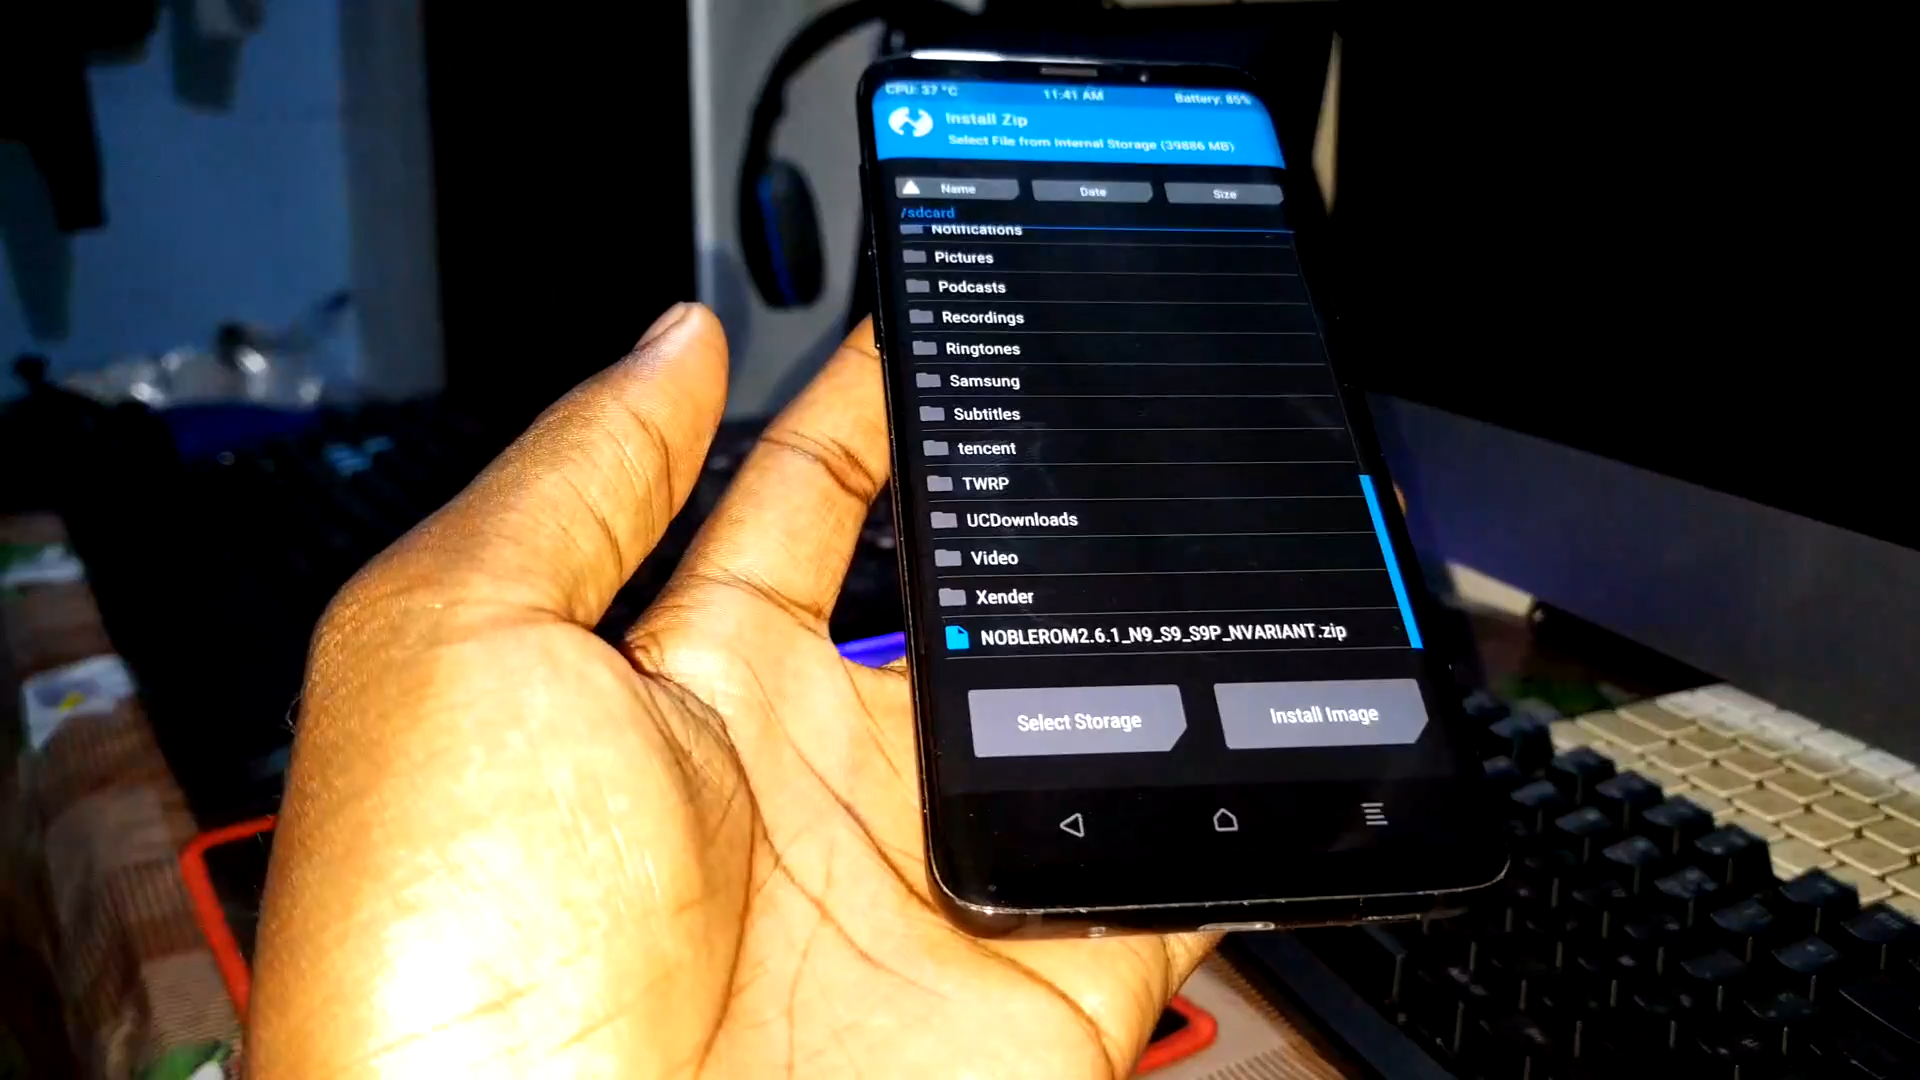 CPU: 37 °C 11:41 AM Battery: 85%
Install Zip
Select File from Internal Storage (39886 MB)
Name Date Size
/sdcard
Notifications
Pictures
Podcasts
Recordings
Ringtones
Samsung
Subtitles
tencent
TWRP
UCDownloads
Video
Xender
NOBLEROM2.6.1_N9_S9_S9P_NVARIANT.zip
Select Storage Install Image